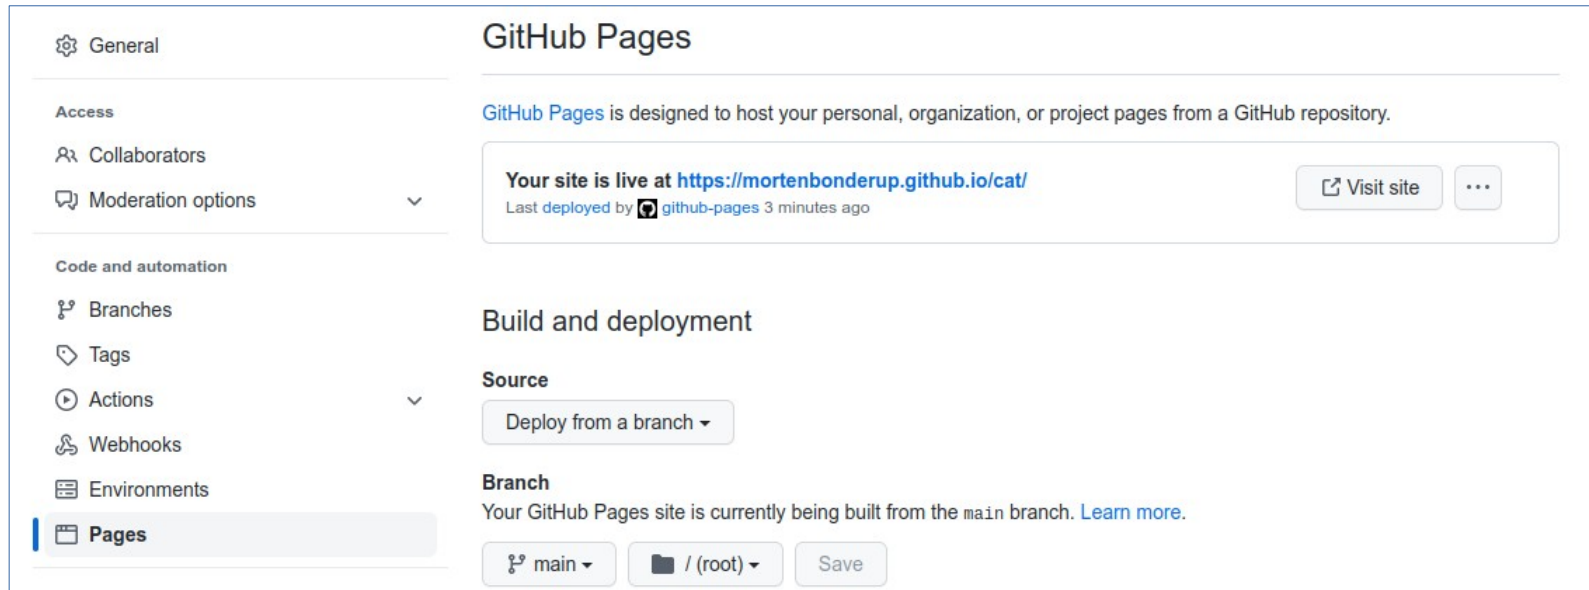 General
Access
Collaborators
Moderation options
Code and automation
Branches
Tags
Actions
Webhooks
Environments
Pages
GitHub Pages
GitHub Pages is designed to host your personal, organization, or project pages from a GitHub repository.
Your site is live at https://mortenbonderup.github.io/cat/
Last deployed by github-pages 3 minutes ago
Visit site
Build and deployment
Source
Deploy from a branch
Branch
Your GitHub Pages site is currently being built from the main branch. Learn more.
main / (root) Save